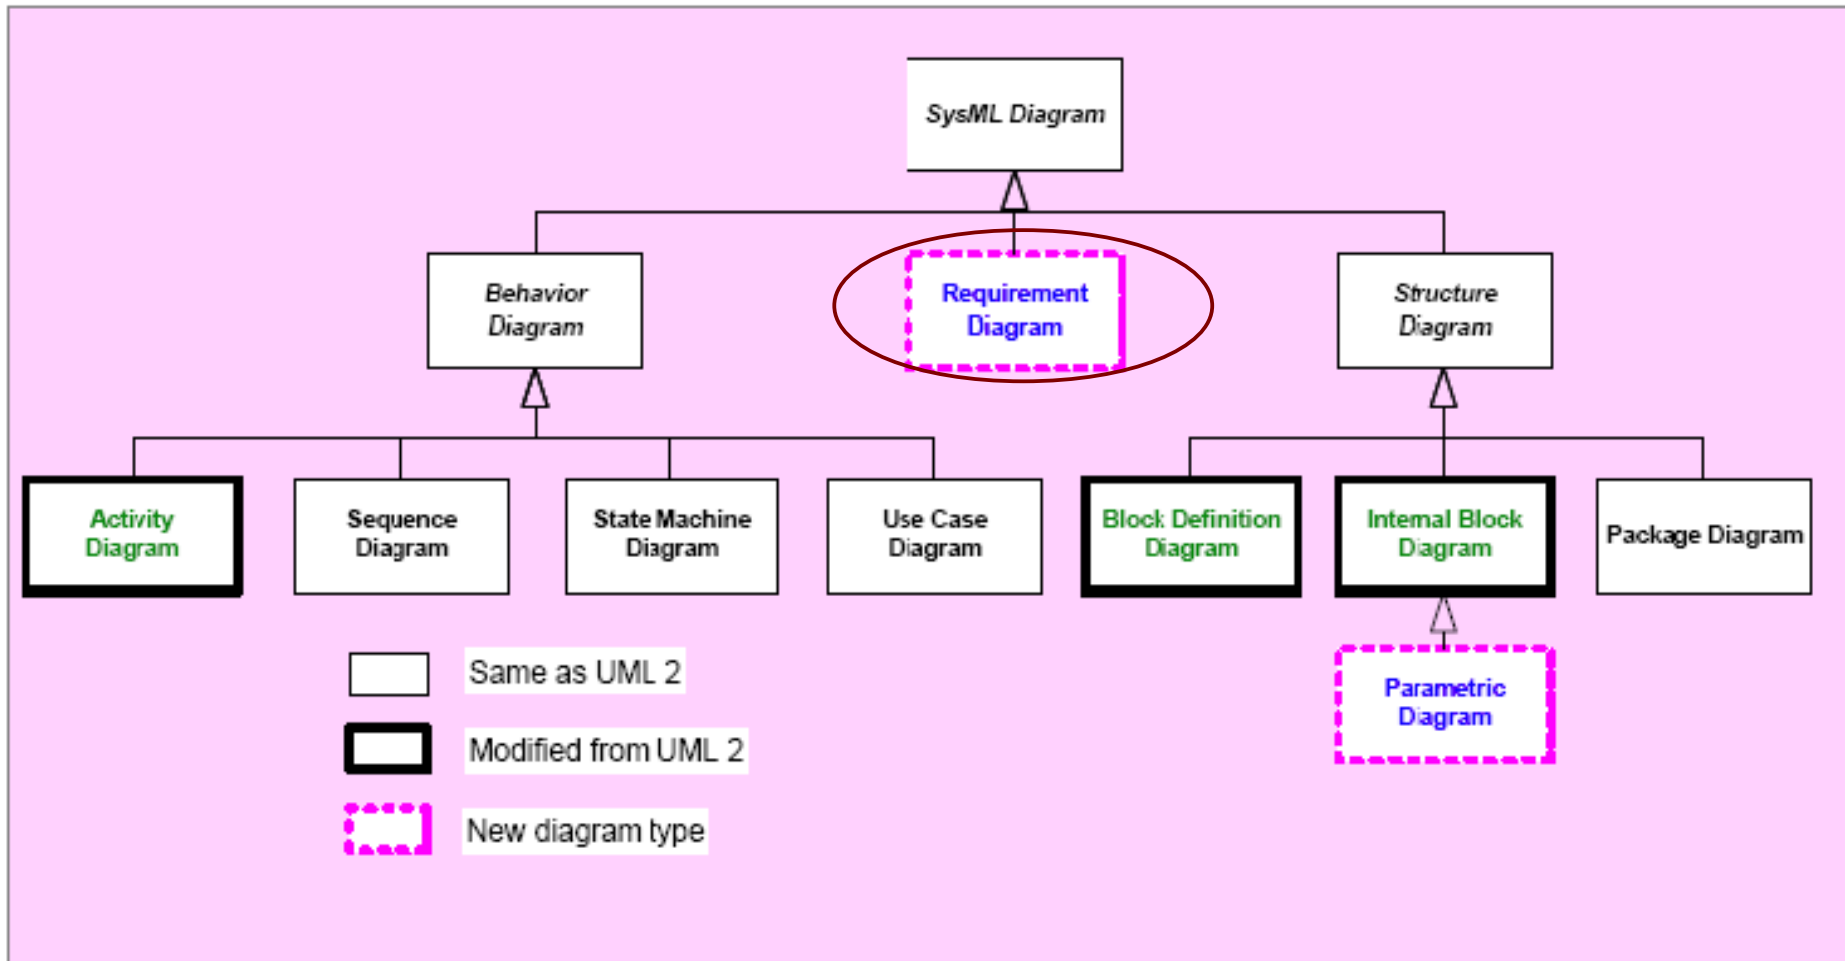 SysML Diagram
Behavior
Diagram
Requirement
Diagram
Structure
Diagram
Activity
Diagram
Sequence
Diagram
State Machine
Diagram
Use Case
Diagram
Block Definition
Diagram
Internal Block
Diagram
Package Diagram
Parametric
Diagram
Same as UML 2
Modified from UML 2
New diagram type